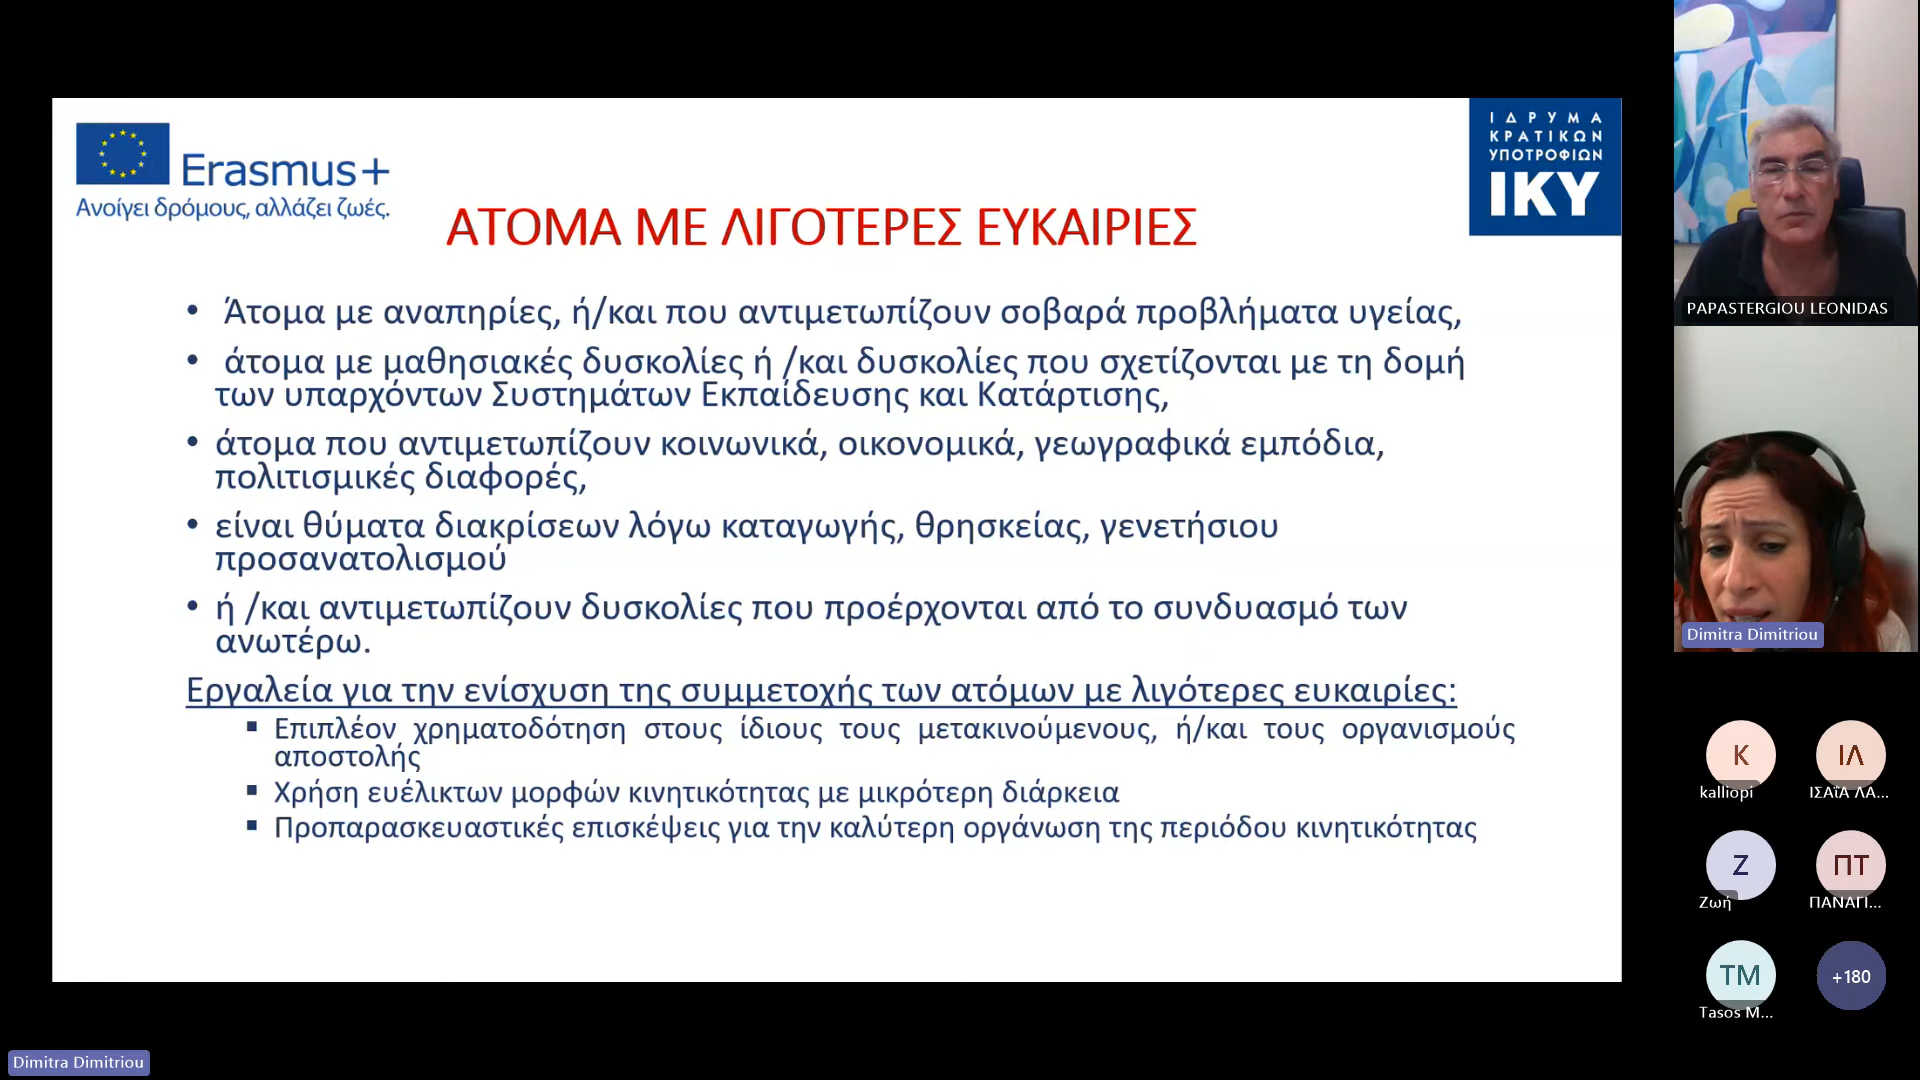 Erasmus+
Ανοίγει δρόμους, αλλάζει ζωές.
ΙΔΡΥΜΑ
ΚΡΑΤΙΚΩΝ
ΥΠΟΤΡΟΦΙΩΝ
ΙΚΥ
ΑΤΟΜΑ ΜΕ ΛΙΓΟΤΕΡΕΣ ΕΥΚΑΙΡΙΕΣ
• Άτομα με αναπηρίες, ή/και που αντιμετωπίζουν σοβαρά προβλήματα υγείας,
• άτομα με μαθησιακές δυσκολίες ή /και δυσκολίες που σχετίζονται με τη δομή
των υπαρχόντων Συστημάτων Εκπαίδευσης και Κατάρτισης,
• άτομα που αντιμετωπίζουν κοινωνικά, οικονομικά, γεωγραφικά εμπόδια,
πολιτισμικές διαφορές,
• είναι θύματα διακρίσεων λόγω καταγωγής, θρησκείας, γενετήσιου
προσανατολισμού
• ή /και αντιμετωπίζουν δυσκολίες που προέρχονται από το συνδυασμό των
ανωτέρω.
Εργαλεία για την ενίσχυση της συμμετοχής των ατόμων με λιγότερες ευκαιρίες:
▪ Επιπλέον χρηματοδότηση στους ίδιους τους μετακινούμενους, ή/και τους οργανισμούς
αποστολής
▪ Χρήση ευέλικτων μορφών κινητικότητας με μικρότερη διάρκεια
▪ Προπαρασκευαστικές επισκέψεις για την καλύτερη οργάνωση της περιόδου κινητικότητας
PAPASTERGIOU LEONIDAS
Dimitra Dimitriou
K
kalliopi
ΙΛ
ΙΣΑΪΑ ΛΑ...
Ζ
Ζωή
ΠΤ
ΠΑΝΑΓΙ...
TM
Tasos M...
+180
Dimitra Dimitriou